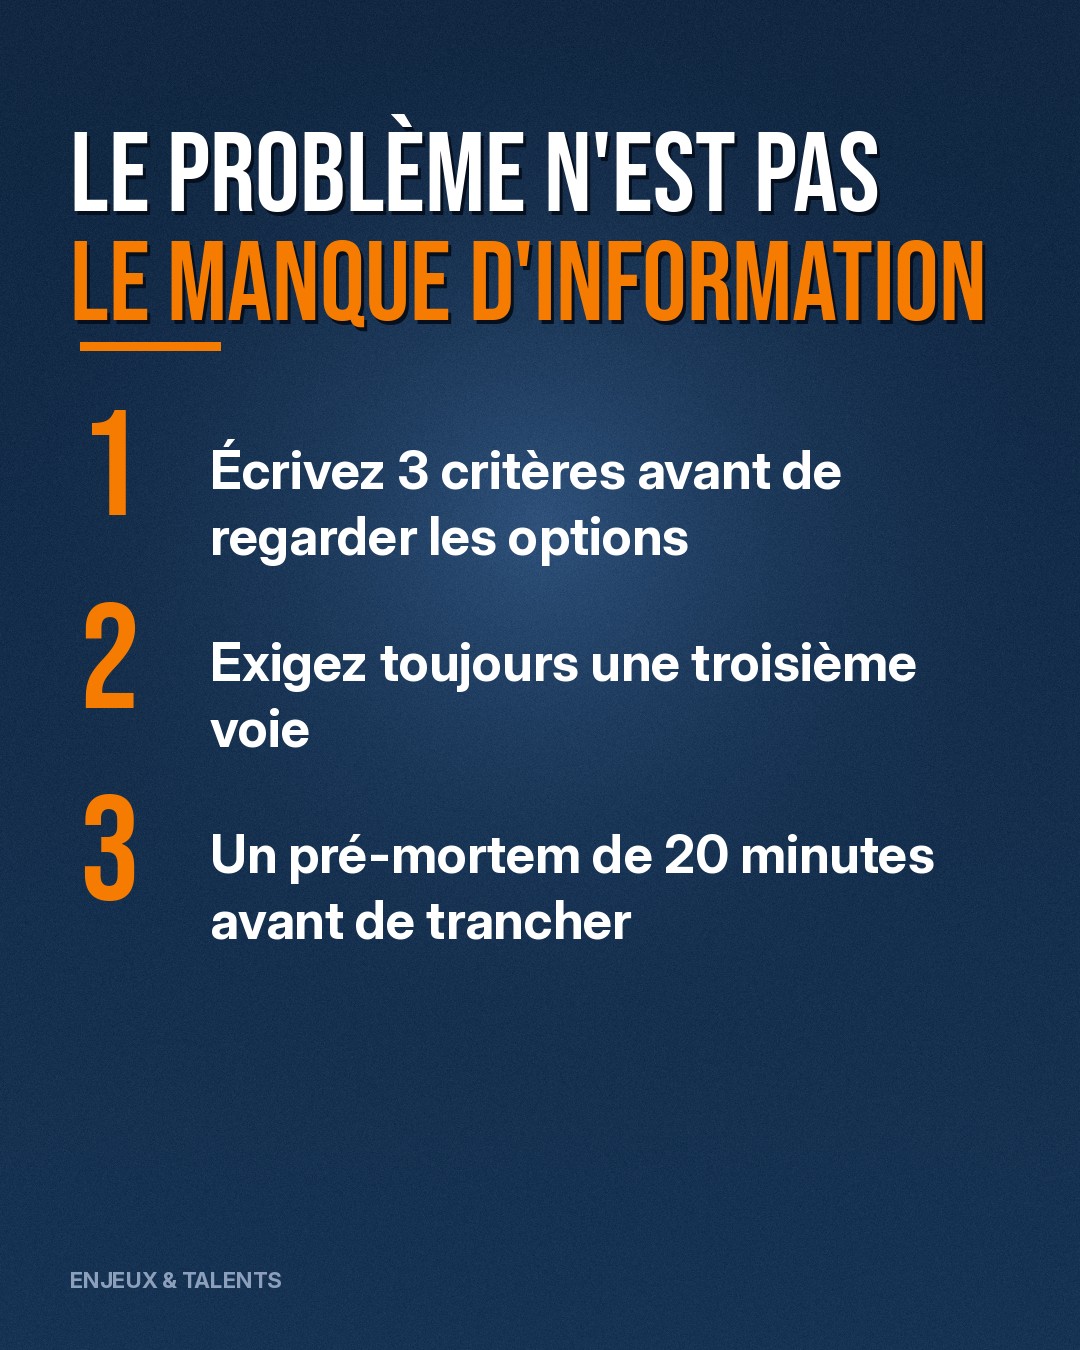 LE PROBLÈME N'EST PAS
LE MANQUE D'INFORMATION
1
Écrivez 3 critères avant de
regarder les options
2
Exigez toujours une troisième
voie
3
Un pré-mortem de 20 minutes
avant de trancher
ENJEUX & TALENTS